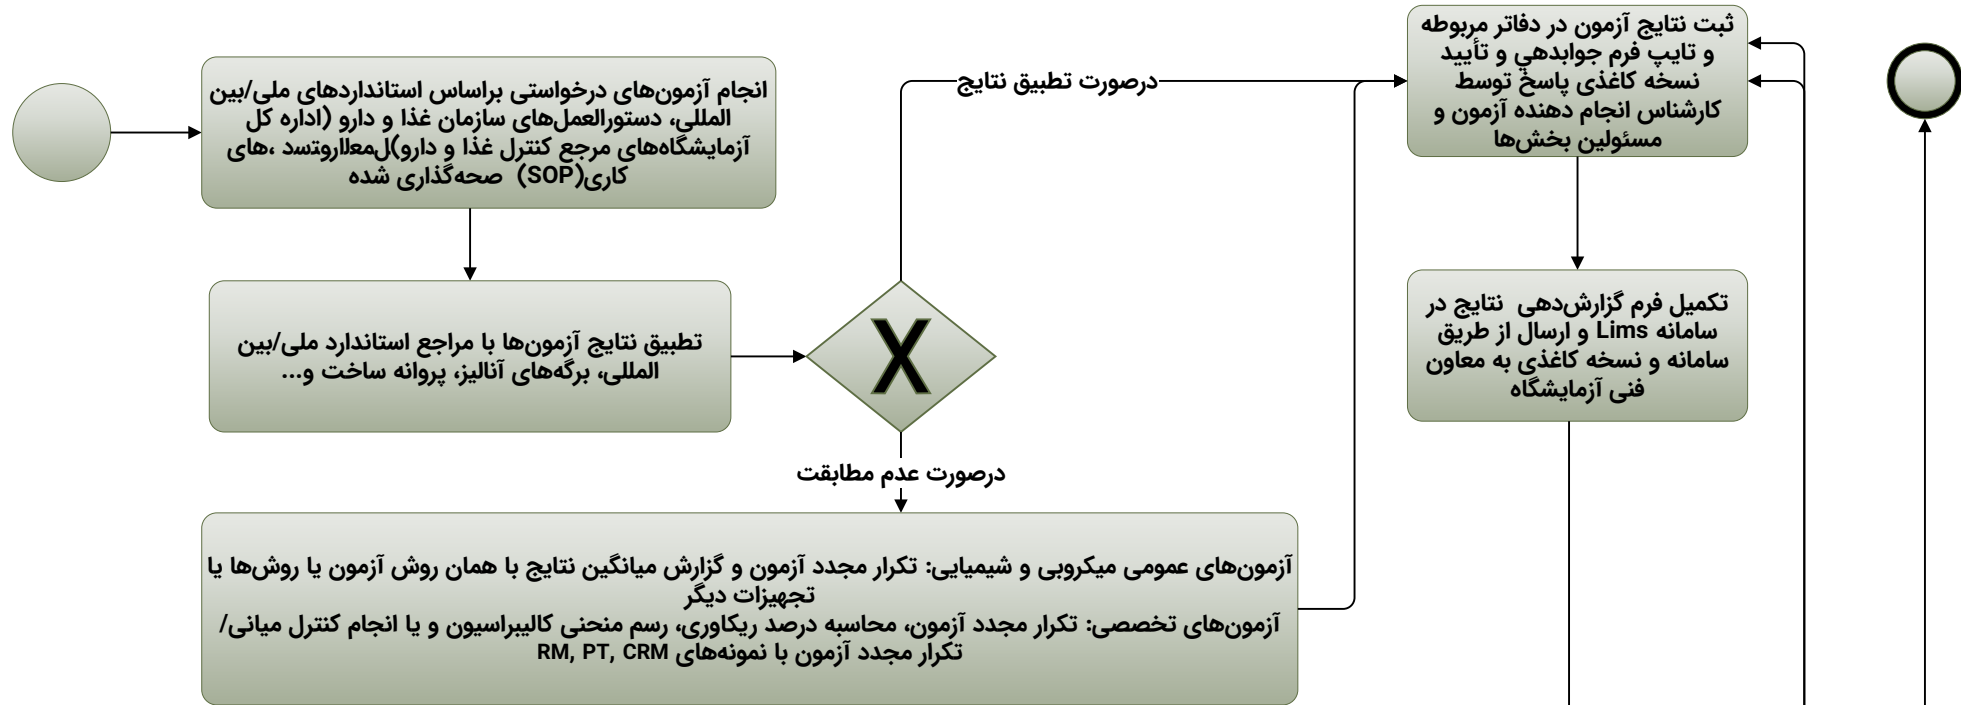 انجام آزمون‌های درخواستی براساس استانداردهای ملی/بین
المللی، دستورالعمل‌های سازمان غذا و دارو (اداره کل
آزمایشگاه‌های مرجع کنترل غذا و دارو)لمعلاروتسد ،های
کاری(SOP) صحه‌گذاری شده
تطبیق نتایج آزمون‌ها با مراجع استاندارد ملی/بین
المللی، برگه‌های آنالیز، پروانه ساخت و...
درصورت تطبیق نتایج
درصورت عدم مطابقت
آزمون‌های عمومی میکروبی و شیمیایی: تکرار مجدد آزمون و گزارش میانگین نتایج با همان روش آزمون یا روش‌ها یا
تجهیزات دیگر
آزمون‌های تخصصی: تکرار مجدد آزمون، محاسبه درصد ریکاوری، رسم منحنی کالیبراسیون و یا انجام کنترل میانی/
تکرار مجدد آزمون با نمونه‌های RM, PT, CRM
ثبت نتایج آزمون در دفاتر مربوطه
و تایپ فرم جوابدهي و تأیید
نسخه کاغذی پاسخ توسط
کارشناس انجام دهنده آزمون و
مسئولین بخش‌ها
تکمیل فرم گزارش‌دهی نتایج در
سامانه Lims و ارسال از طریق
سامانه و نسخه کاغذی به معاون
فنی آزمایشگاه